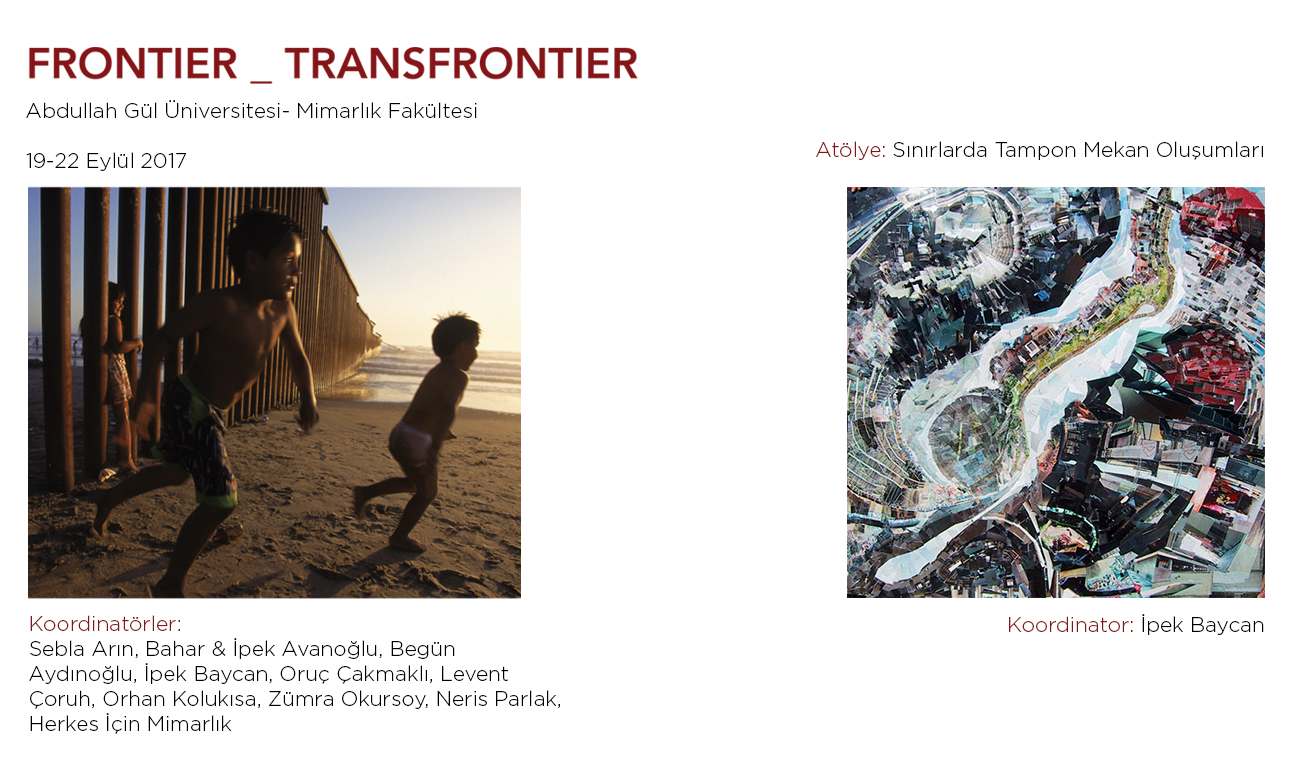 FRONTIER _ TRANSFRONTIER
Abdullah Gül Üniversitesi- Mimarlık Fakültesi
19-22 Eylül 2017
Atölye: Sınırlarda Tampon Mekan Oluşumları
Koordinatörler:
Sebla Arın, Bahar & İpek Avanoğlu, Begün
Aydınoğlu, İpek Baycan, Oruç Çakmaklı, Levent
Çoruh, Orhan Kolukısa, Zümra Okursoy, Neris Parlak,
Herkes İçin Mimarlık
Koordinator: İpek Baycan